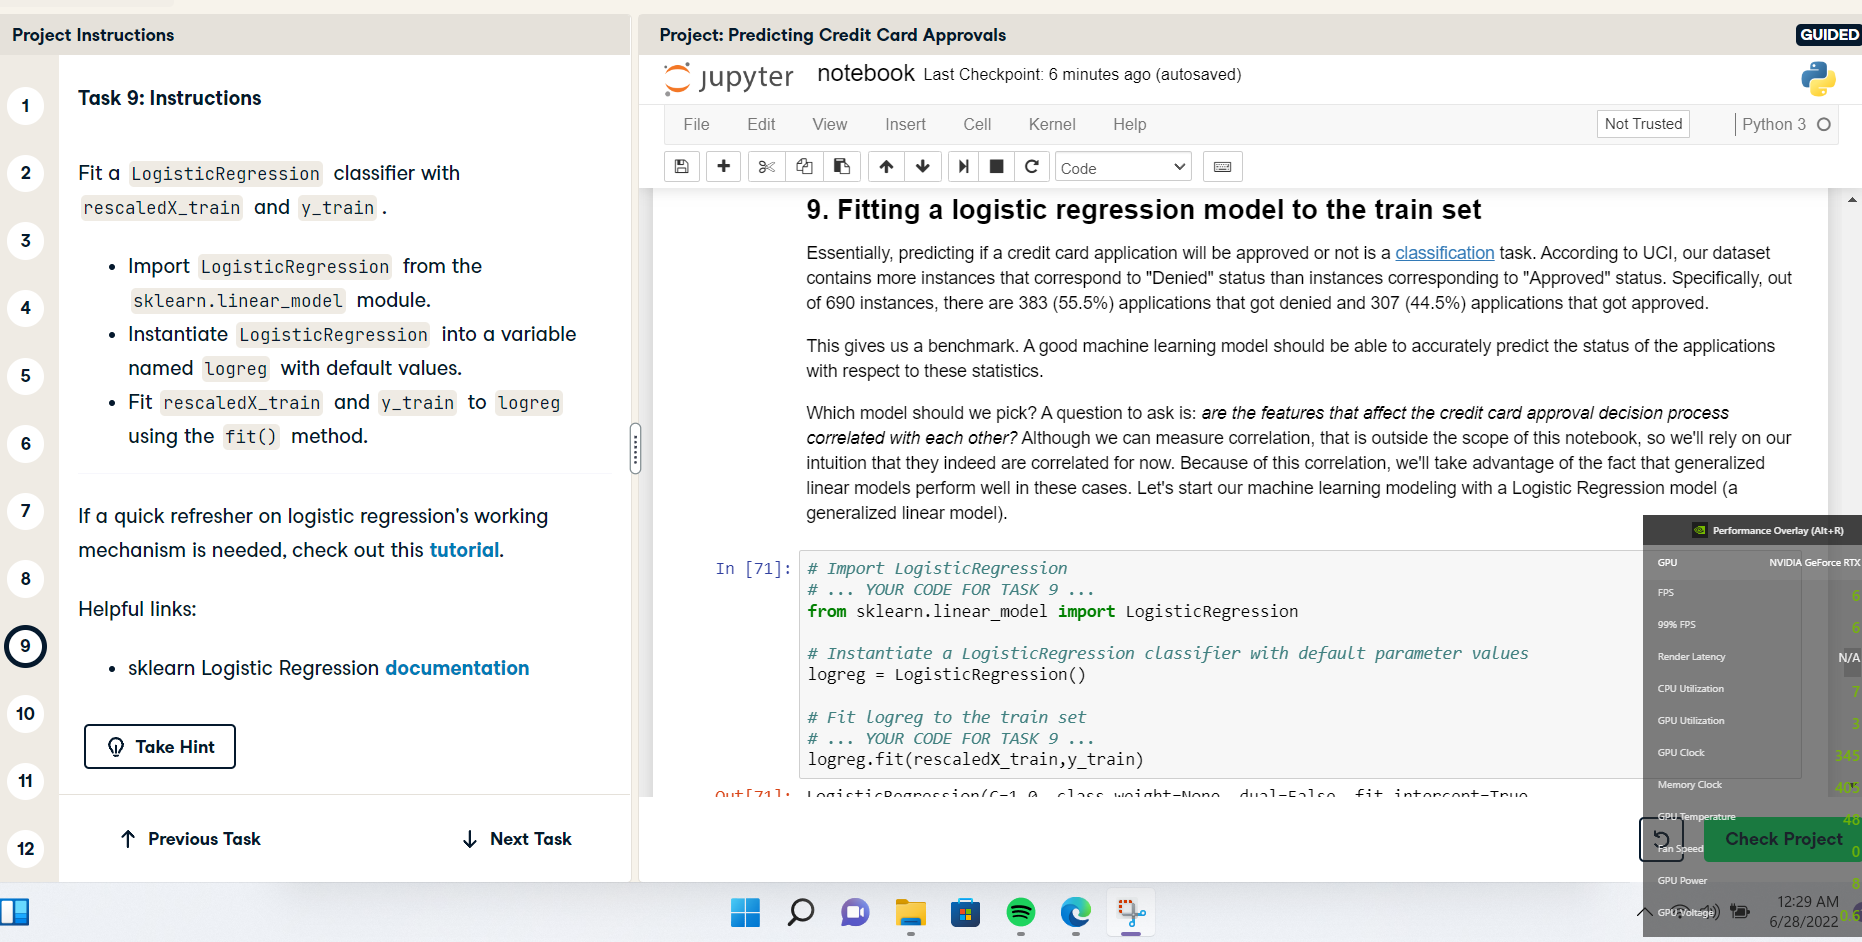 Project Instructions
Project: Predicting Credit Card Approvals
GUIDED
1
2
3
4
5
6
7
8
9
10
11
12
Task 9: Instructions
Fit a LogisticRegression classifier with
rescaledX_train and y_train .
• Import LogisticRegression from the
sklearn.linear_model module.
• Instantiate LogisticRegression into a variable
named logreg with default values.
• Fit rescaledX_train and y_train to logreg
using the fit() method.
If a quick refresher on logistic regression's working
mechanism is needed, check out this tutorial.
Helpful links:
• sklearn Logistic Regression documentation
Take Hint
Previous Task
Next Task
jupyter notebook Last Checkpoint: 6 minutes ago (autosaved)
File Edit View Insert Cell Kernel Help
Not Trusted
Python 3
Code
9. Fitting a logistic regression model to the train set
Essentially, predicting if a credit card application will be approved or not is a classification task. According to UCI, our dataset
contains more instances that correspond to "Denied" status than instances corresponding to "Approved" status. Specifically, out
of 690 instances, there are 383 (55.5%) applications that got denied and 307 (44.5%) applications that got approved.
This gives us a benchmark. A good machine learning model should be able to accurately predict the status of the applications
with respect to these statistics.
Which model should we pick? A question to ask is: are the features that affect the credit card approval decision process
correlated with each other? Although we can measure correlation, that is outside the scope of this notebook, so we'll rely on our
intuition that they indeed are correlated for now. Because of this correlation, we'll take advantage of the fact that generalized
linear models perform well in these cases. Let's start our machine learning modeling with a Logistic Regression model (a
generalized linear model).
In [71]:
# Import LogisticRegression
# ... YOUR CODE FOR TASK 9 ...
from sklearn.linear_model import LogisticRegression
# Instantiate a LogisticRegression classifier with default parameter values
logreg = LogisticRegression()
# Fit logreg to the train set
# ... YOUR CODE FOR TASK 9 ...
logreg.fit(rescaledX_train,y_train)
Out[71]: LogisticRegression(C=1.0, class_weight=None, dual=False, fit_intercept=True,
Check Project
Performance Overlay (Alt+R)
GPU NVIDIA GeForce RTX
FPS 6
99% FPS 6
Render Latency N/A
CPU Utilization 7
GPU Utilization 3
GPU Clock 345
Memory Clock 405
GPU Temperature 48
Fan Speed 0
GPU Power 8
GPU Voltage 0.6
12:29 AM
6/28/2022